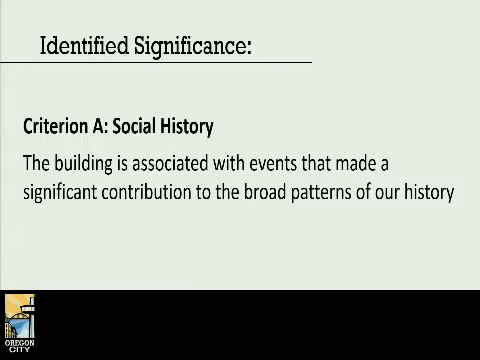 Identified Significance:
Criterion A: Social History
The building is associated with events that made a
significant contribution to the broad patterns of our history
OREGON
CITY